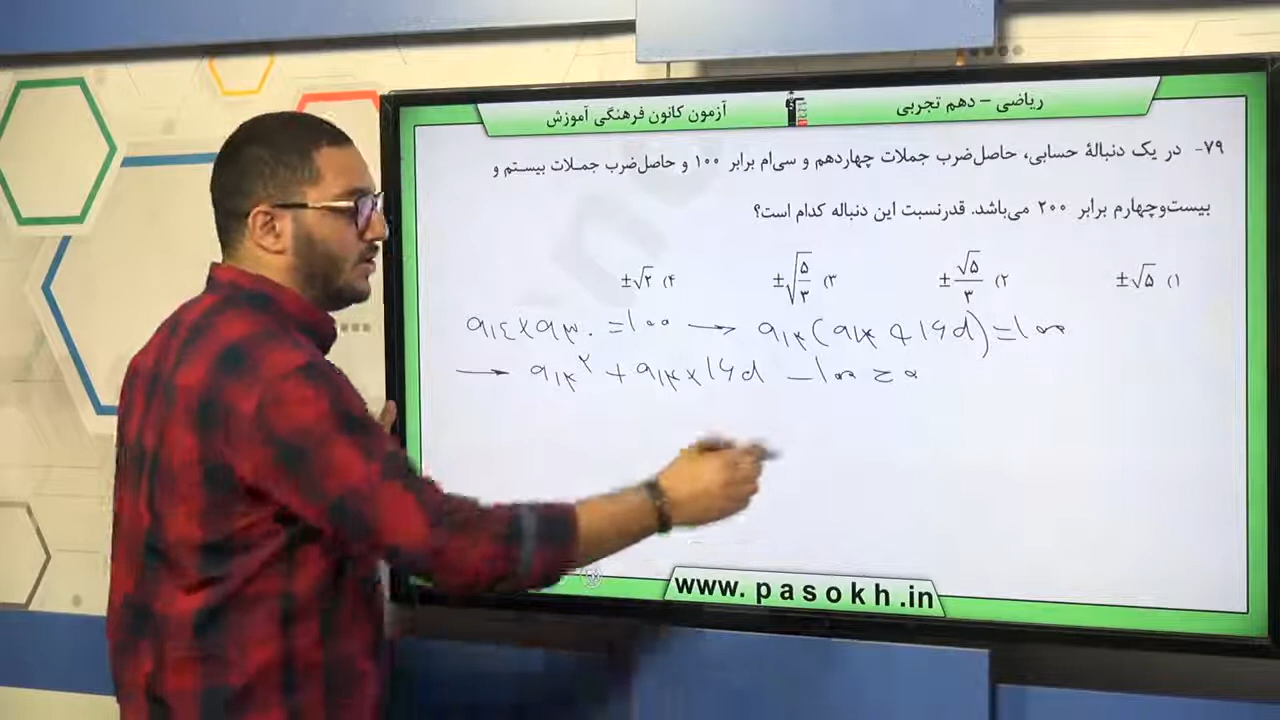 ریاضی - دهم تجربی
آزمون کانون فرهنگی آموزش
۷۹- در یک دنبالۀ حسابی، حاصل‌ضرب جملات چهاردهم و سی‌ام برابر ۱۰۰ و حاصل‌ضرب جملات بیستم و
بیست‌وچهارم برابر ۲۰۰ می‌باشد. قدرنسبت این دنباله کدام است؟
۱) ±√۵ ۲) ±√۵/۳ ۳) ±√(۵/۳) ۴) ±√۲
a۱۴ × a۳۰ = ۱۰۰ → a۱۴(a۱۴ + ۱۶d) = ۱۰۰
→ a۱۴² + a۱۴ × ۱۶d − ۱۰۰ = ۰
www.pasokh.in